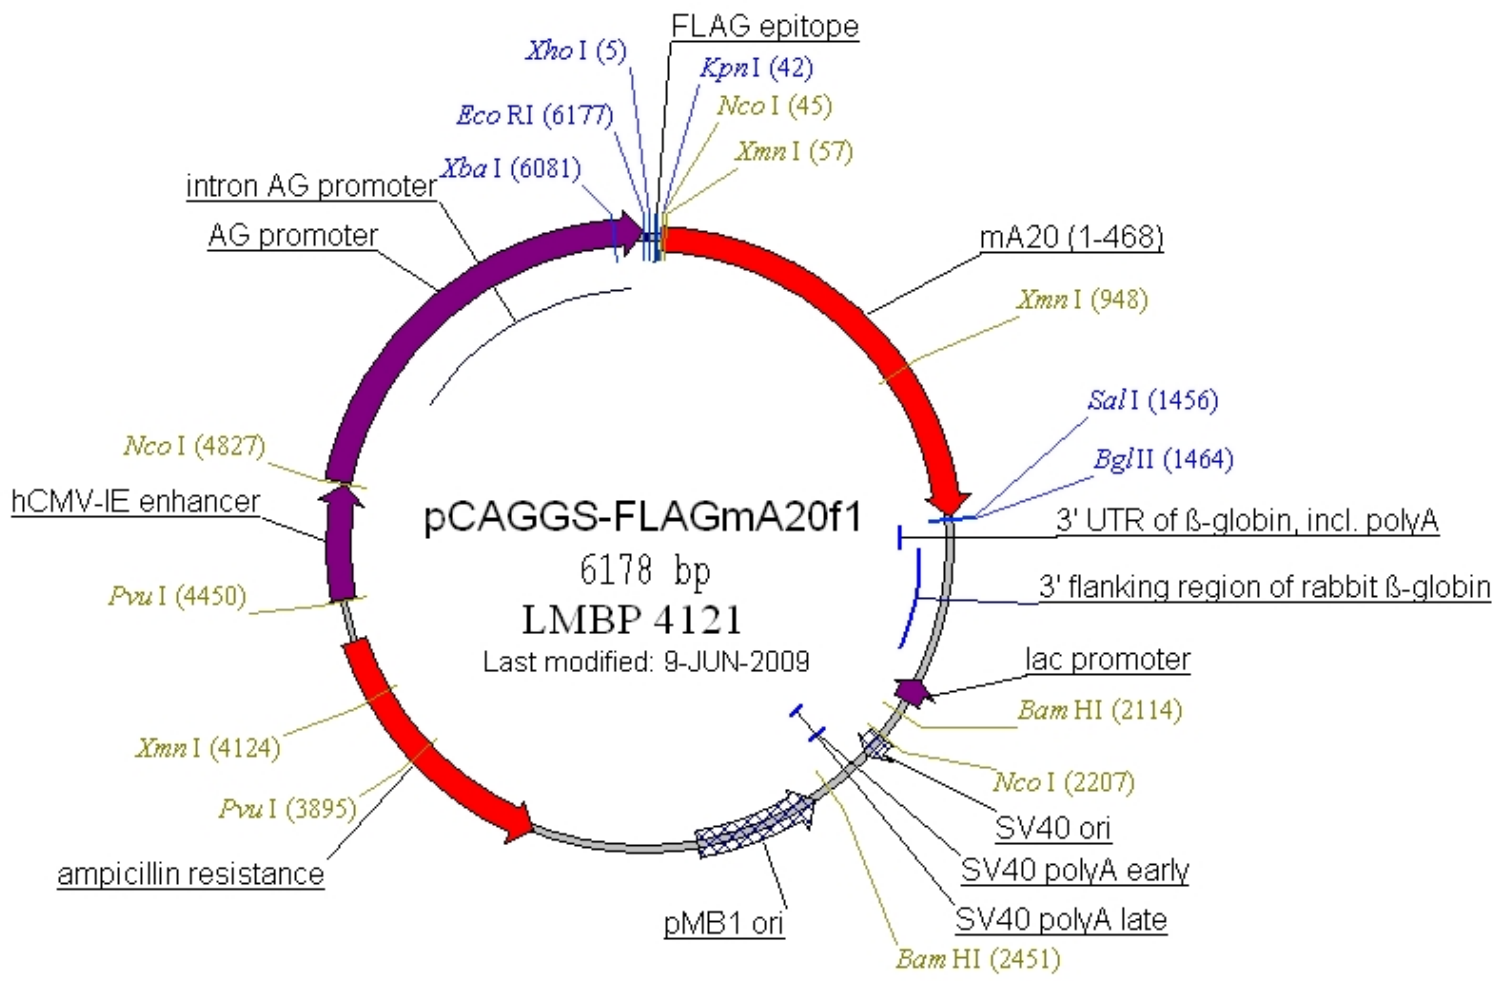 FLAG epitope
Xho I (5)
Kpn I (42)
Nco I (45)
Eco RI (6177)
Xmn I (57)
Xba I (6081)
intron AG promoter
AG promoter
mA20 (1-468)
Xmn I (948)
Sal I (1456)
Nco I (4827)
Bgl II (1464)
hCMV-IE enhancer
pCAGGS-FLAGmA20f1
3' UTR of ß-globin, incl. polyA
6178 bp
3' flanking region of rabbit ß-globin
Pvu I (4450)
LMBP 4121
Last modified: 9-JUN-2009
lac promoter
Bam HI (2114)
Xmn I (4124)
Nco I (2207)
Pvu I (3895)
SV40 ori
ampicillin resistance
SV40 polyA early
pMB1 ori
SV40 polyA late
Bam HI (2451)